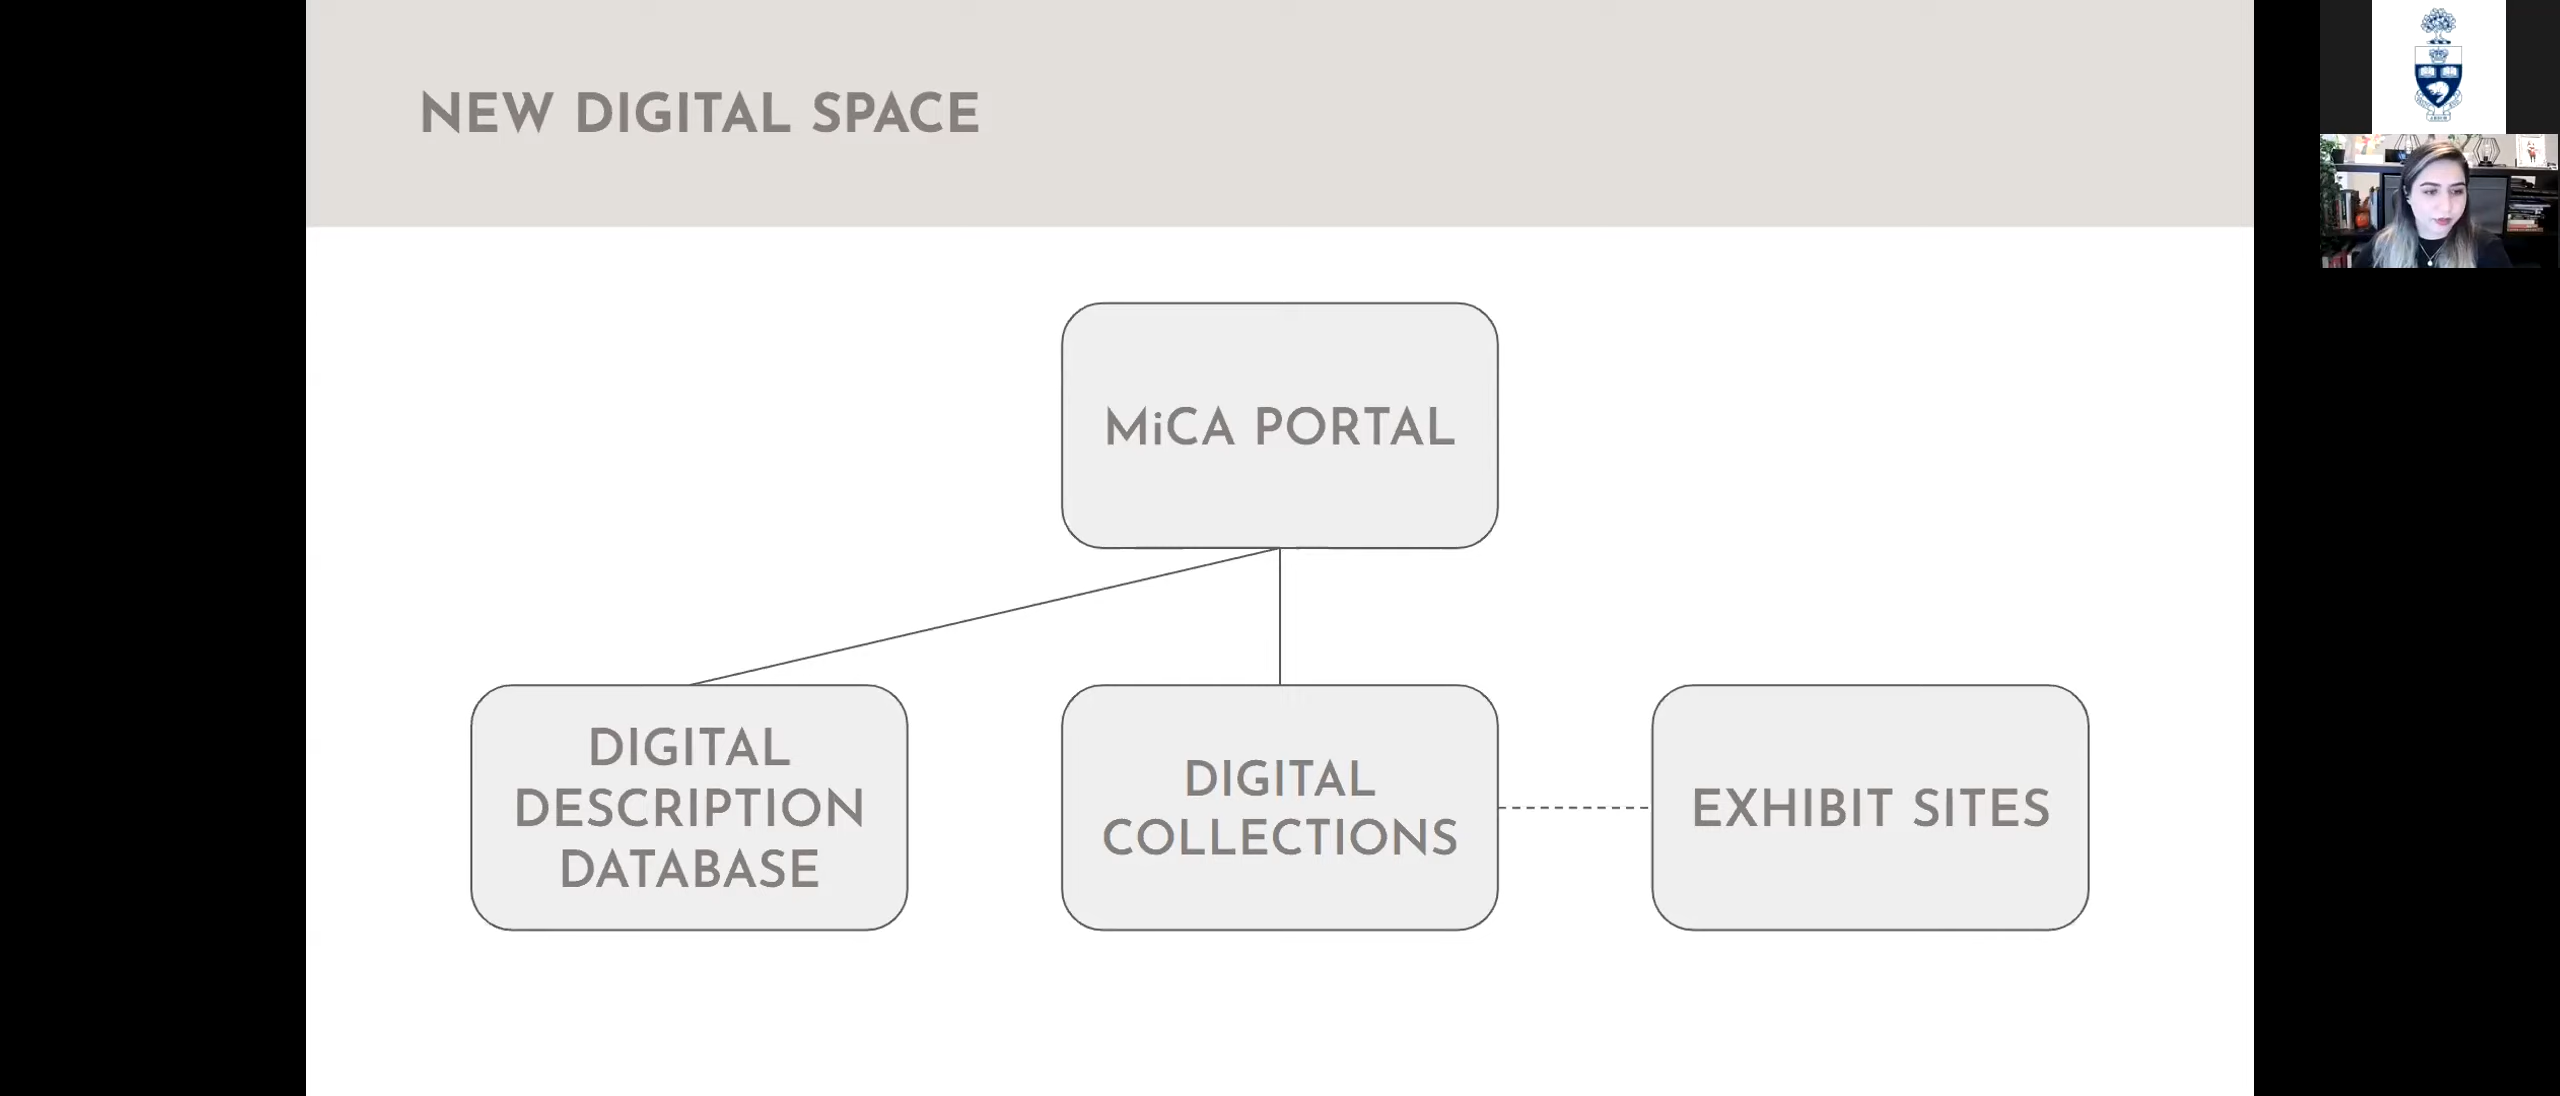 NEW DIGITAL SPACE
MiCA PORTAL
DIGITAL
DESCRIPTION
DATABASE
DIGITAL
COLLECTIONS
EXHIBIT SITES